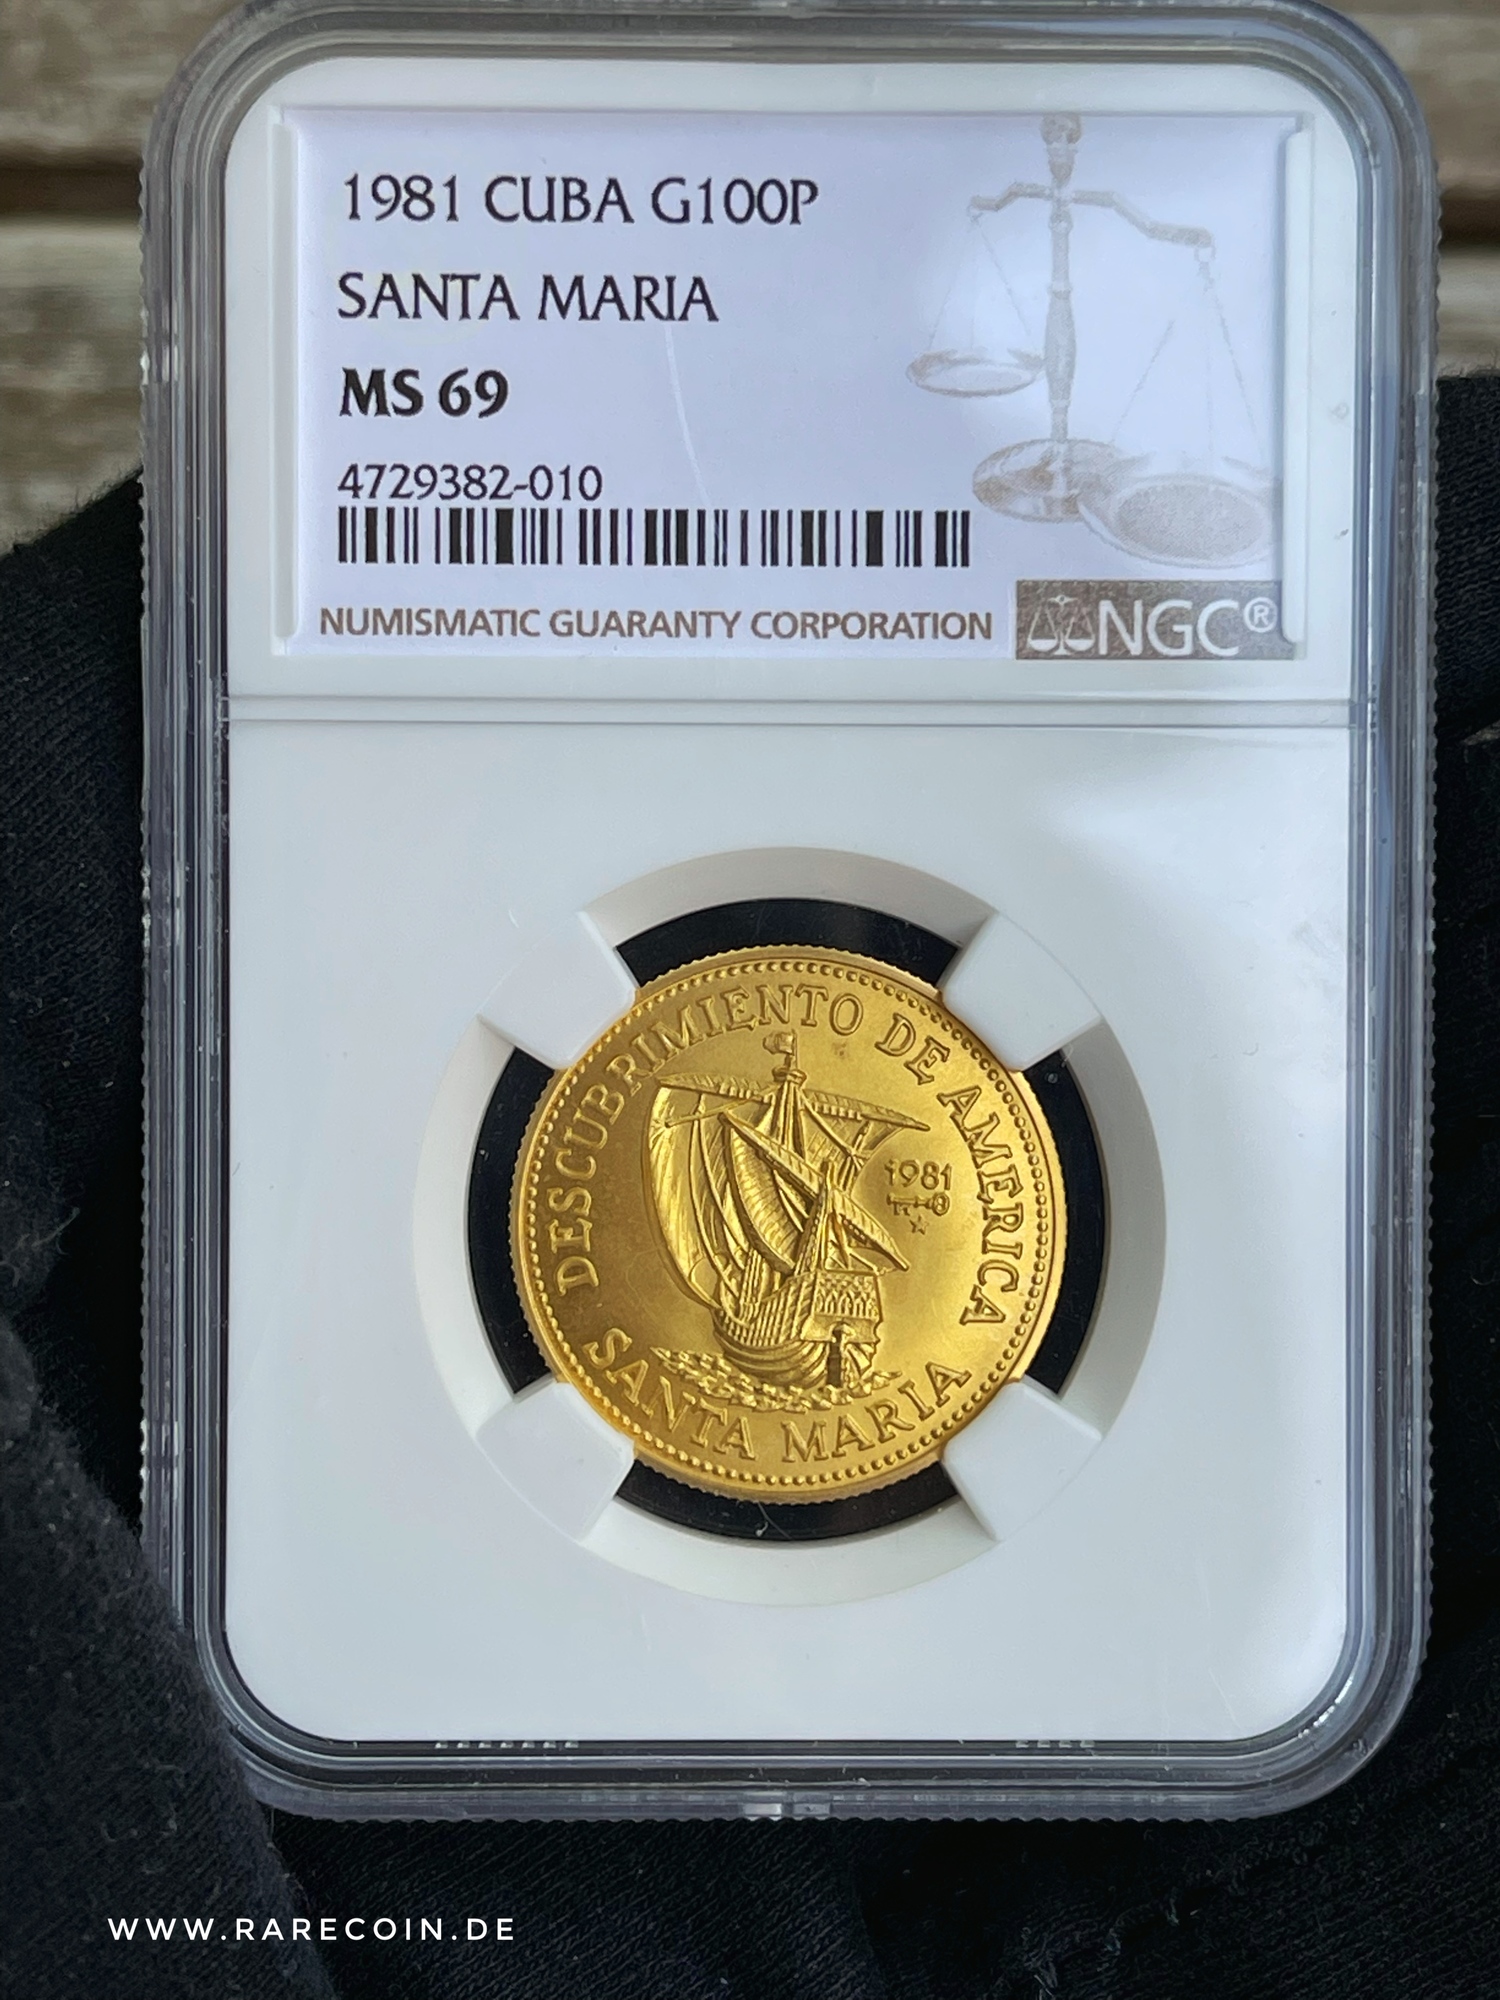 1981 CUBA G100P
SANTA MARIA
MS 69
4729382-010
NUMISMATIC GUARANTY CORPORATION
NGC®
DESCUBRIMIENTO DE AMERICA
1981
SANTA MARIA
WWW.RARECOIN.DE